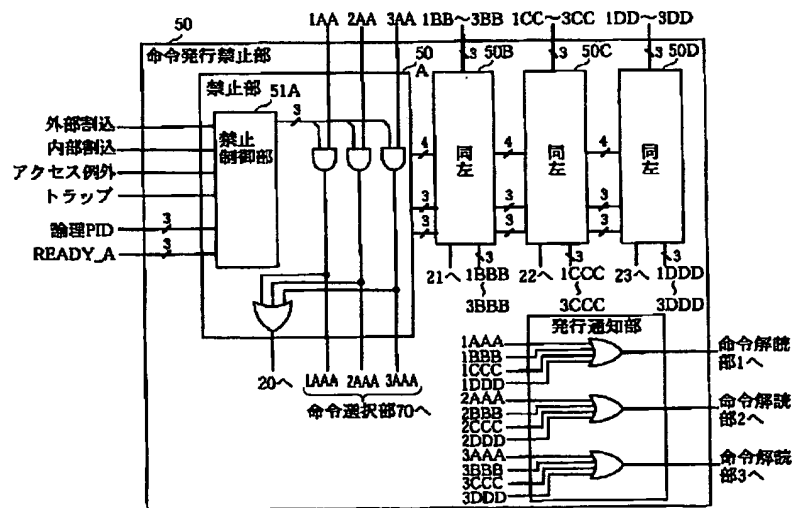 50
1AA 2AA 3AA 1BB～3BB 1CC～3CC 1DD～3DD
命令発行禁止部
50
A
3 50B 3 50C 3 50D
禁止部
51A
3
外部割込
内部割込
アクセス例外
トラップ
論理PID 3
READY_A 3
禁止
制御部
4 4 4
同
左
同
左
同
左
3 3 3
3 3 3
21へ 3 22へ 3 23へ 3
1BBB
～
3BBB
1CCC
～
3CCC
1DDD
～
3DDD
20へ 1AAA 2AAA 3AAA
命令選択部70へ
発行通知部
1AAA
1BBB
1CCC
1DDD
命令解読
部1へ
2AAA
2BBB
2CCC
2DDD
命令解読
部2へ
3AAA
3BBB
3CCC
3DDD
命令解読
部3へ